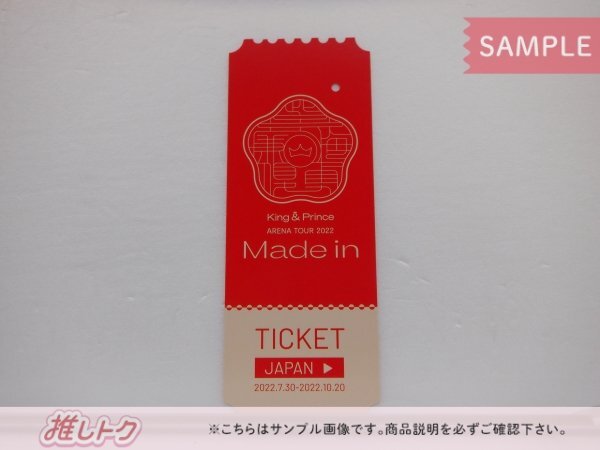 SAMPLE
King & Prince
ARENA TOUR 2022
Made in
TICKET
JAPAN ▶
2022.7.30-2022.10.20
推しトク
※こちらはサンプル画像です。商品説明を必ずご確認下さい。